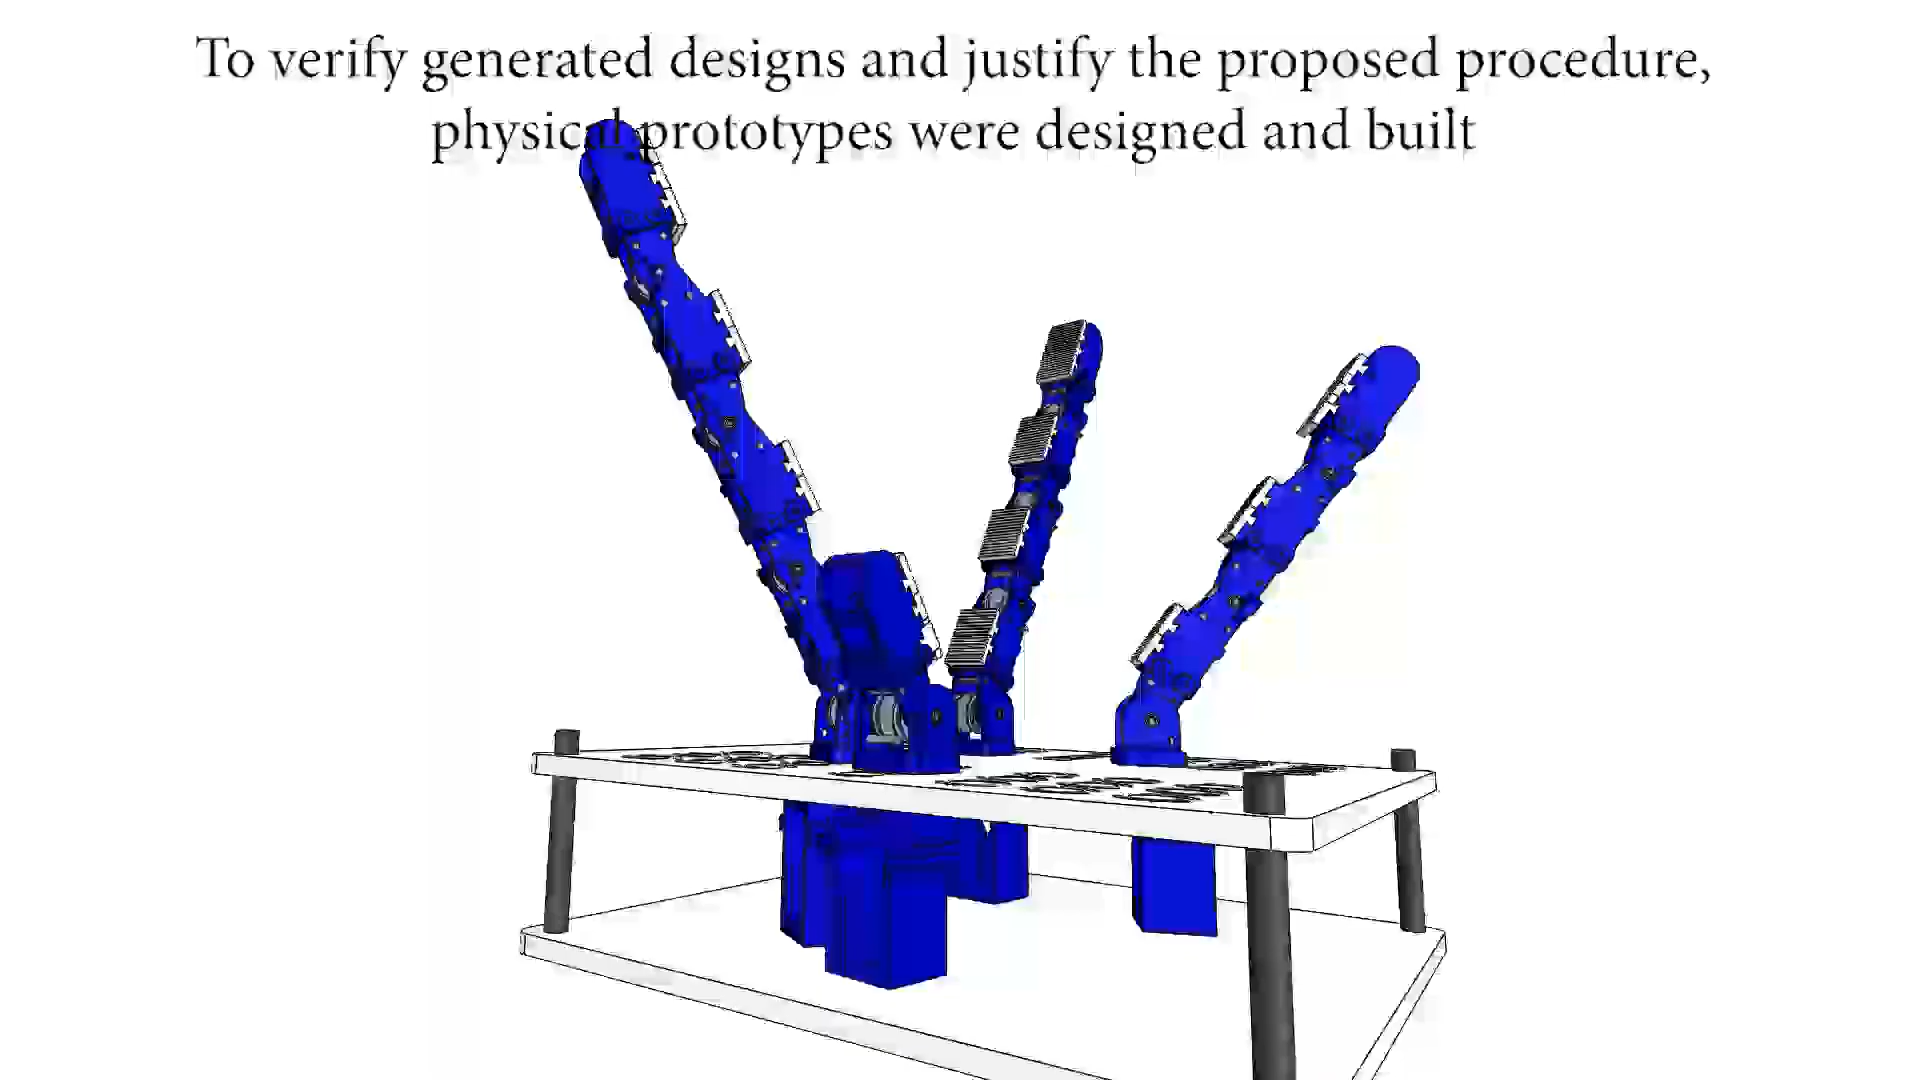 To verify generated designs and justify the proposed procedure,
physical prototypes were designed and built